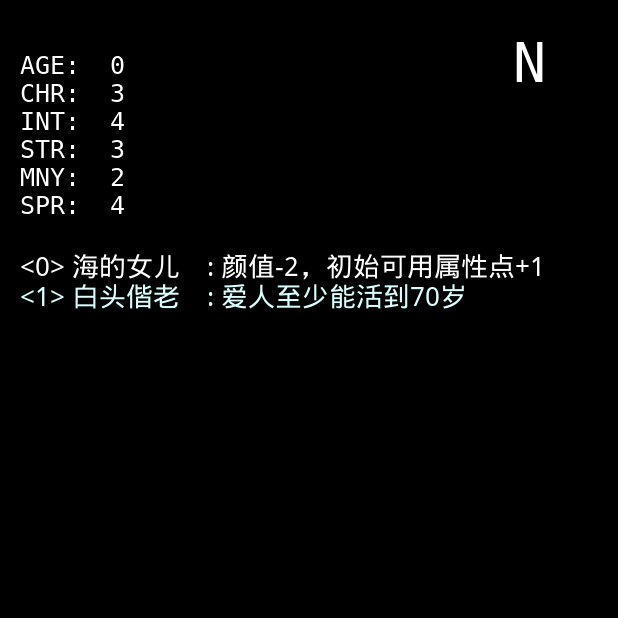 N
AGE: 0
CHR: 3
INT: 4
STR: 3
MNY: 2
SPR: 4
<0> 海的女儿 : 颜值-2，初始可用属性点+1
<1> 白头偕老 : 爱人至少能活到70岁